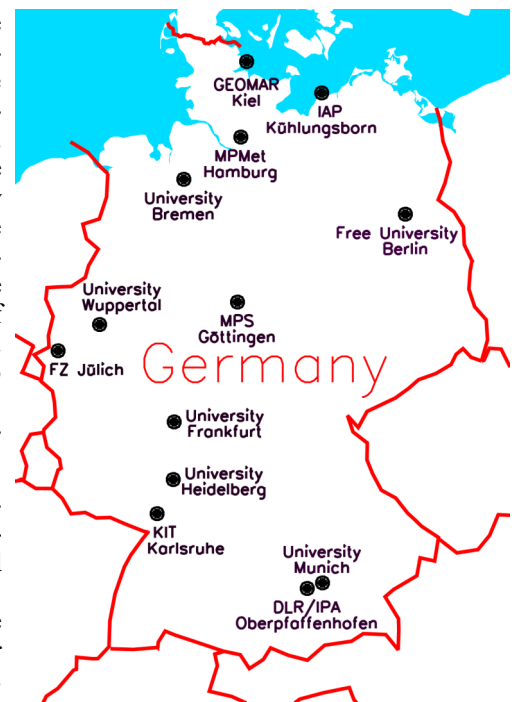 GEOMAR
Kiel
IAP
Kühlungsborn
MPMet
Hamburg
University
Bremen
Free University
Berlin
University
Wuppertal
MPS
Göttingen
FZ Jülich
Germany
University
Frankfurt
University
Heidelberg
KIT
Karlsruhe
University
Munich
DLR/IPA
Oberpfaffenhofen